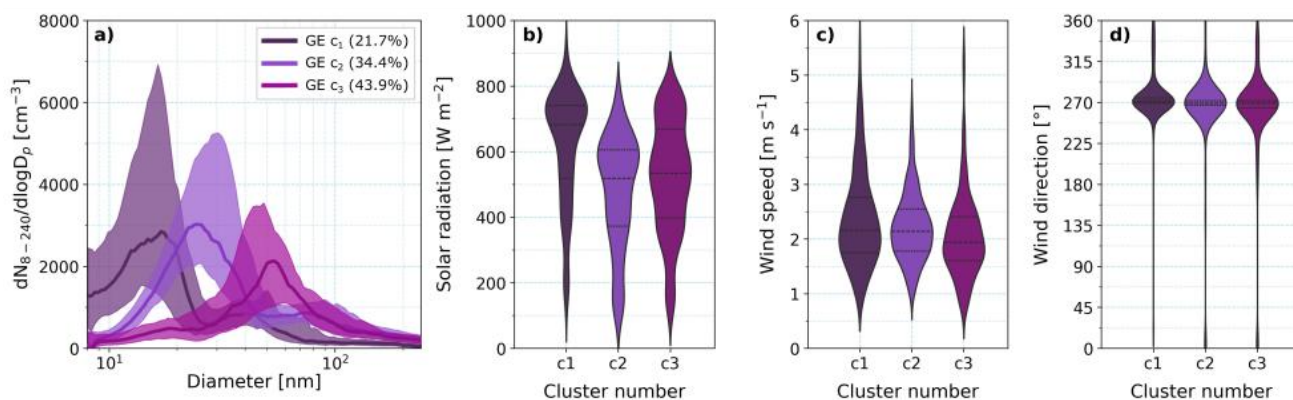 a)
GE c₁ (21.7%)
GE c₂ (34.4%)
GE c₃ (43.9%)
dN₈₋₂₄₀/dlogDₚ [cm⁻³]
8000
6000
4000
2000
0
10¹
10²
Diameter [nm]
b)
Solar radiation [W m⁻²]
1000
800
600
400
200
0
c1
c2
c3
Cluster number
c)
Wind speed [m s⁻¹]
6
5
4
3
2
1
0
c1
c2
c3
Cluster number
d)
Wind direction [°]
360
315
270
225
180
135
90
45
0
c1
c2
c3
Cluster number